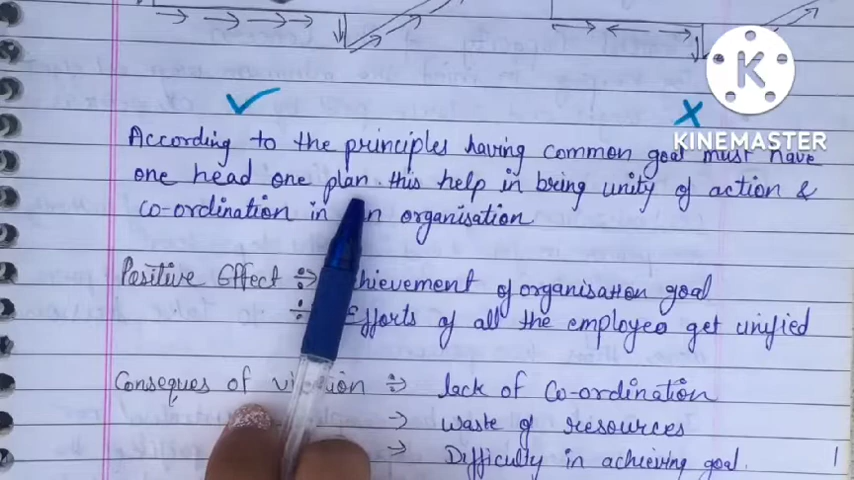 K
KINEMASTER
According to the principles having common goal must have
one head one plan. this help in bring unity of action &
co-ordination in organisation
Positive Effect ÷> Achievement of organisation goal
÷ Efforts of all the employee get unified
Conseques of ÷> lack of Co-ordination
-> Waste of resources
-> Difficulty in achieving goal.